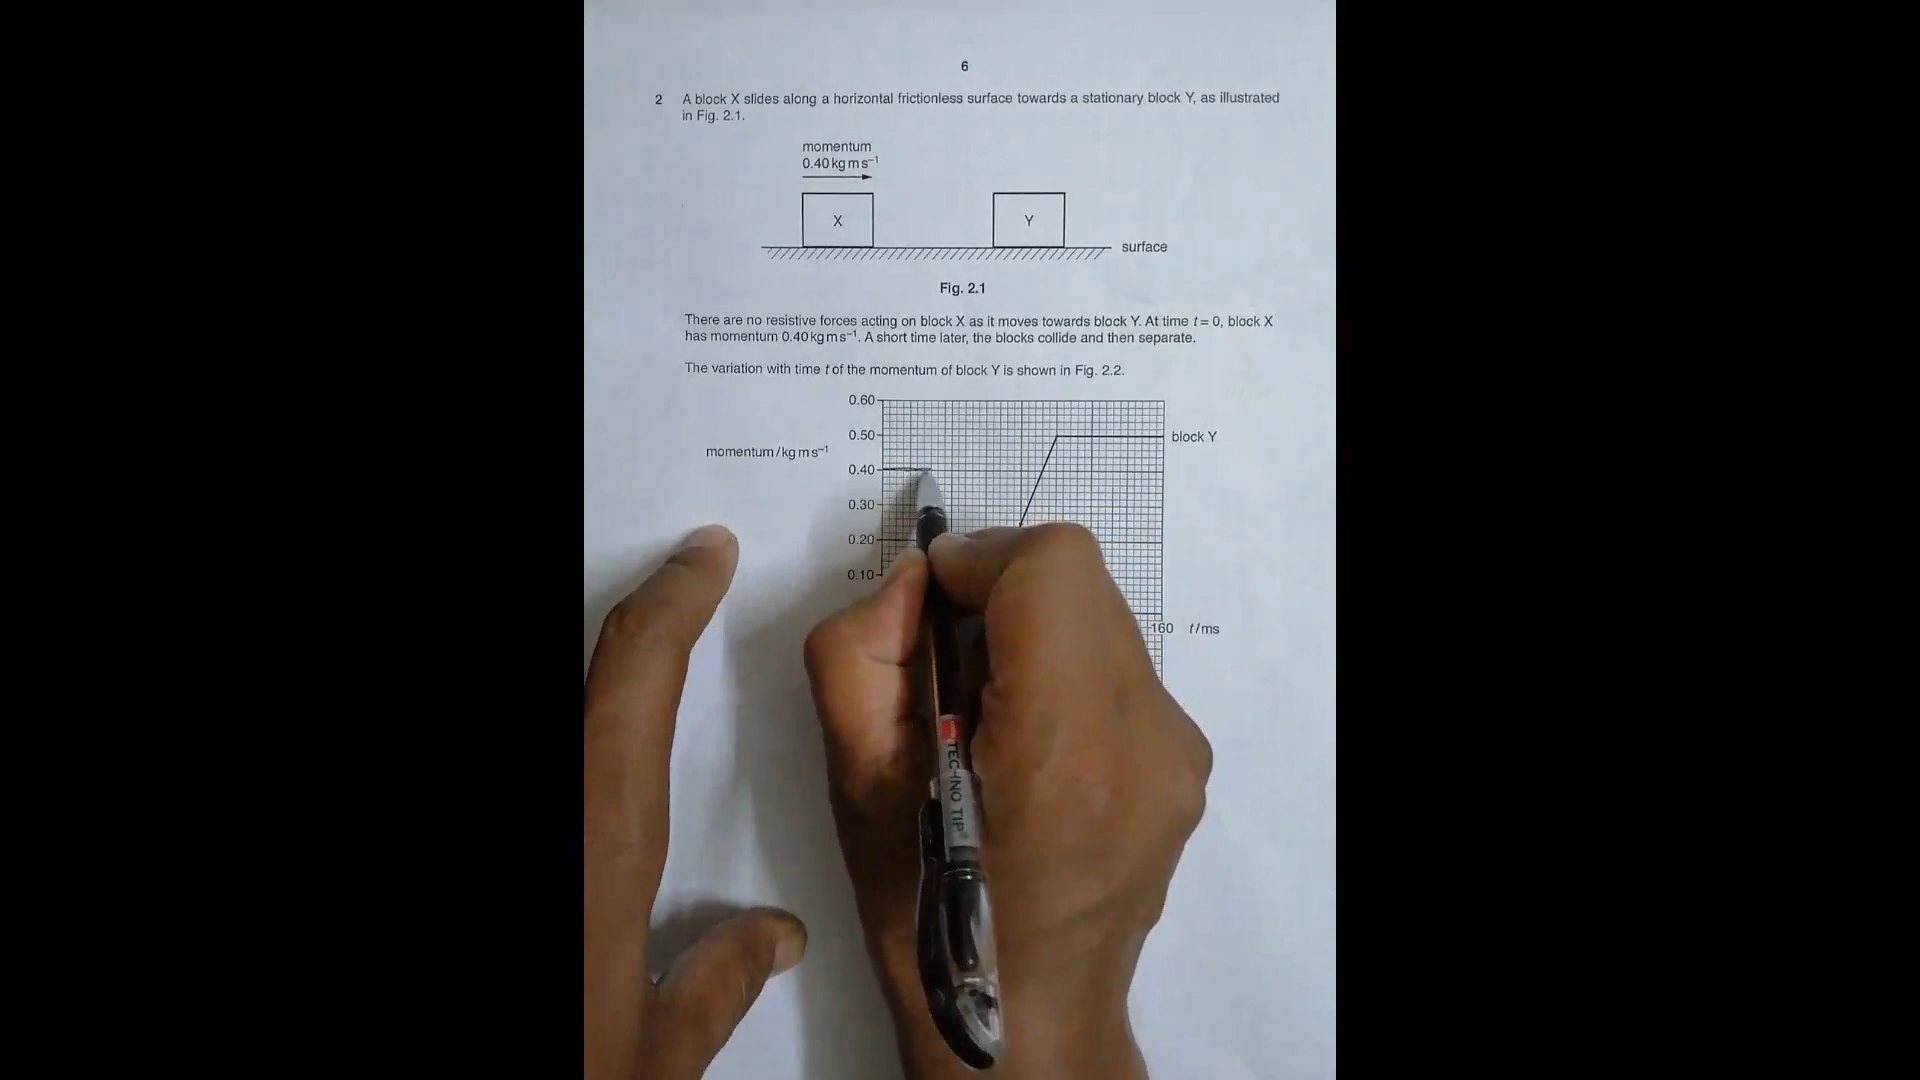 6
2 A block X slides along a horizontal frictionless surface towards a stationary block Y, as illustrated
in Fig. 2.1.
momentum
0.40 kg m s⁻¹
X
Y
surface
Fig. 2.1
There are no resistive forces acting on block X as it moves towards block Y. At time t = 0, block X
has momentum 0.40 kg m s⁻¹. A short time later, the blocks collide and then separate.
The variation with time t of the momentum of block Y is shown in Fig. 2.2.
0.60
0.50
block Y
momentum / kg m s⁻¹
0.40
0.30
0.20
0.10
160 t / ms
TECHNO TIP